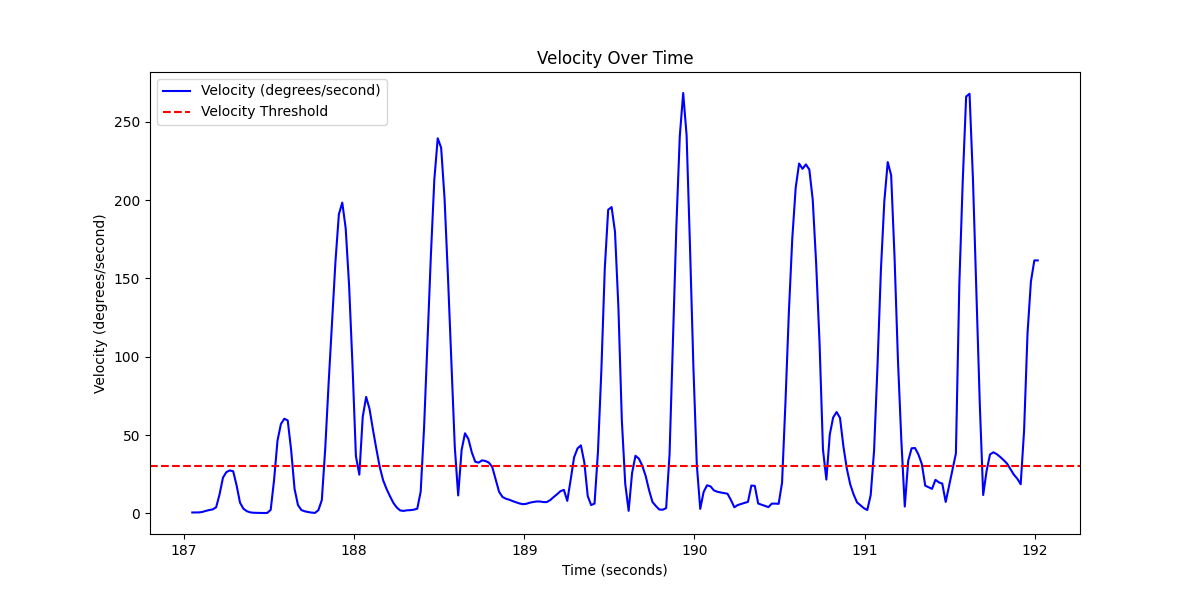 Velocity Over Time
Velocity (degrees/second)
Velocity Threshold
250
200
150
100
50
0
Velocity (degrees/second)
187 188 189 190 191 192
Time (seconds)